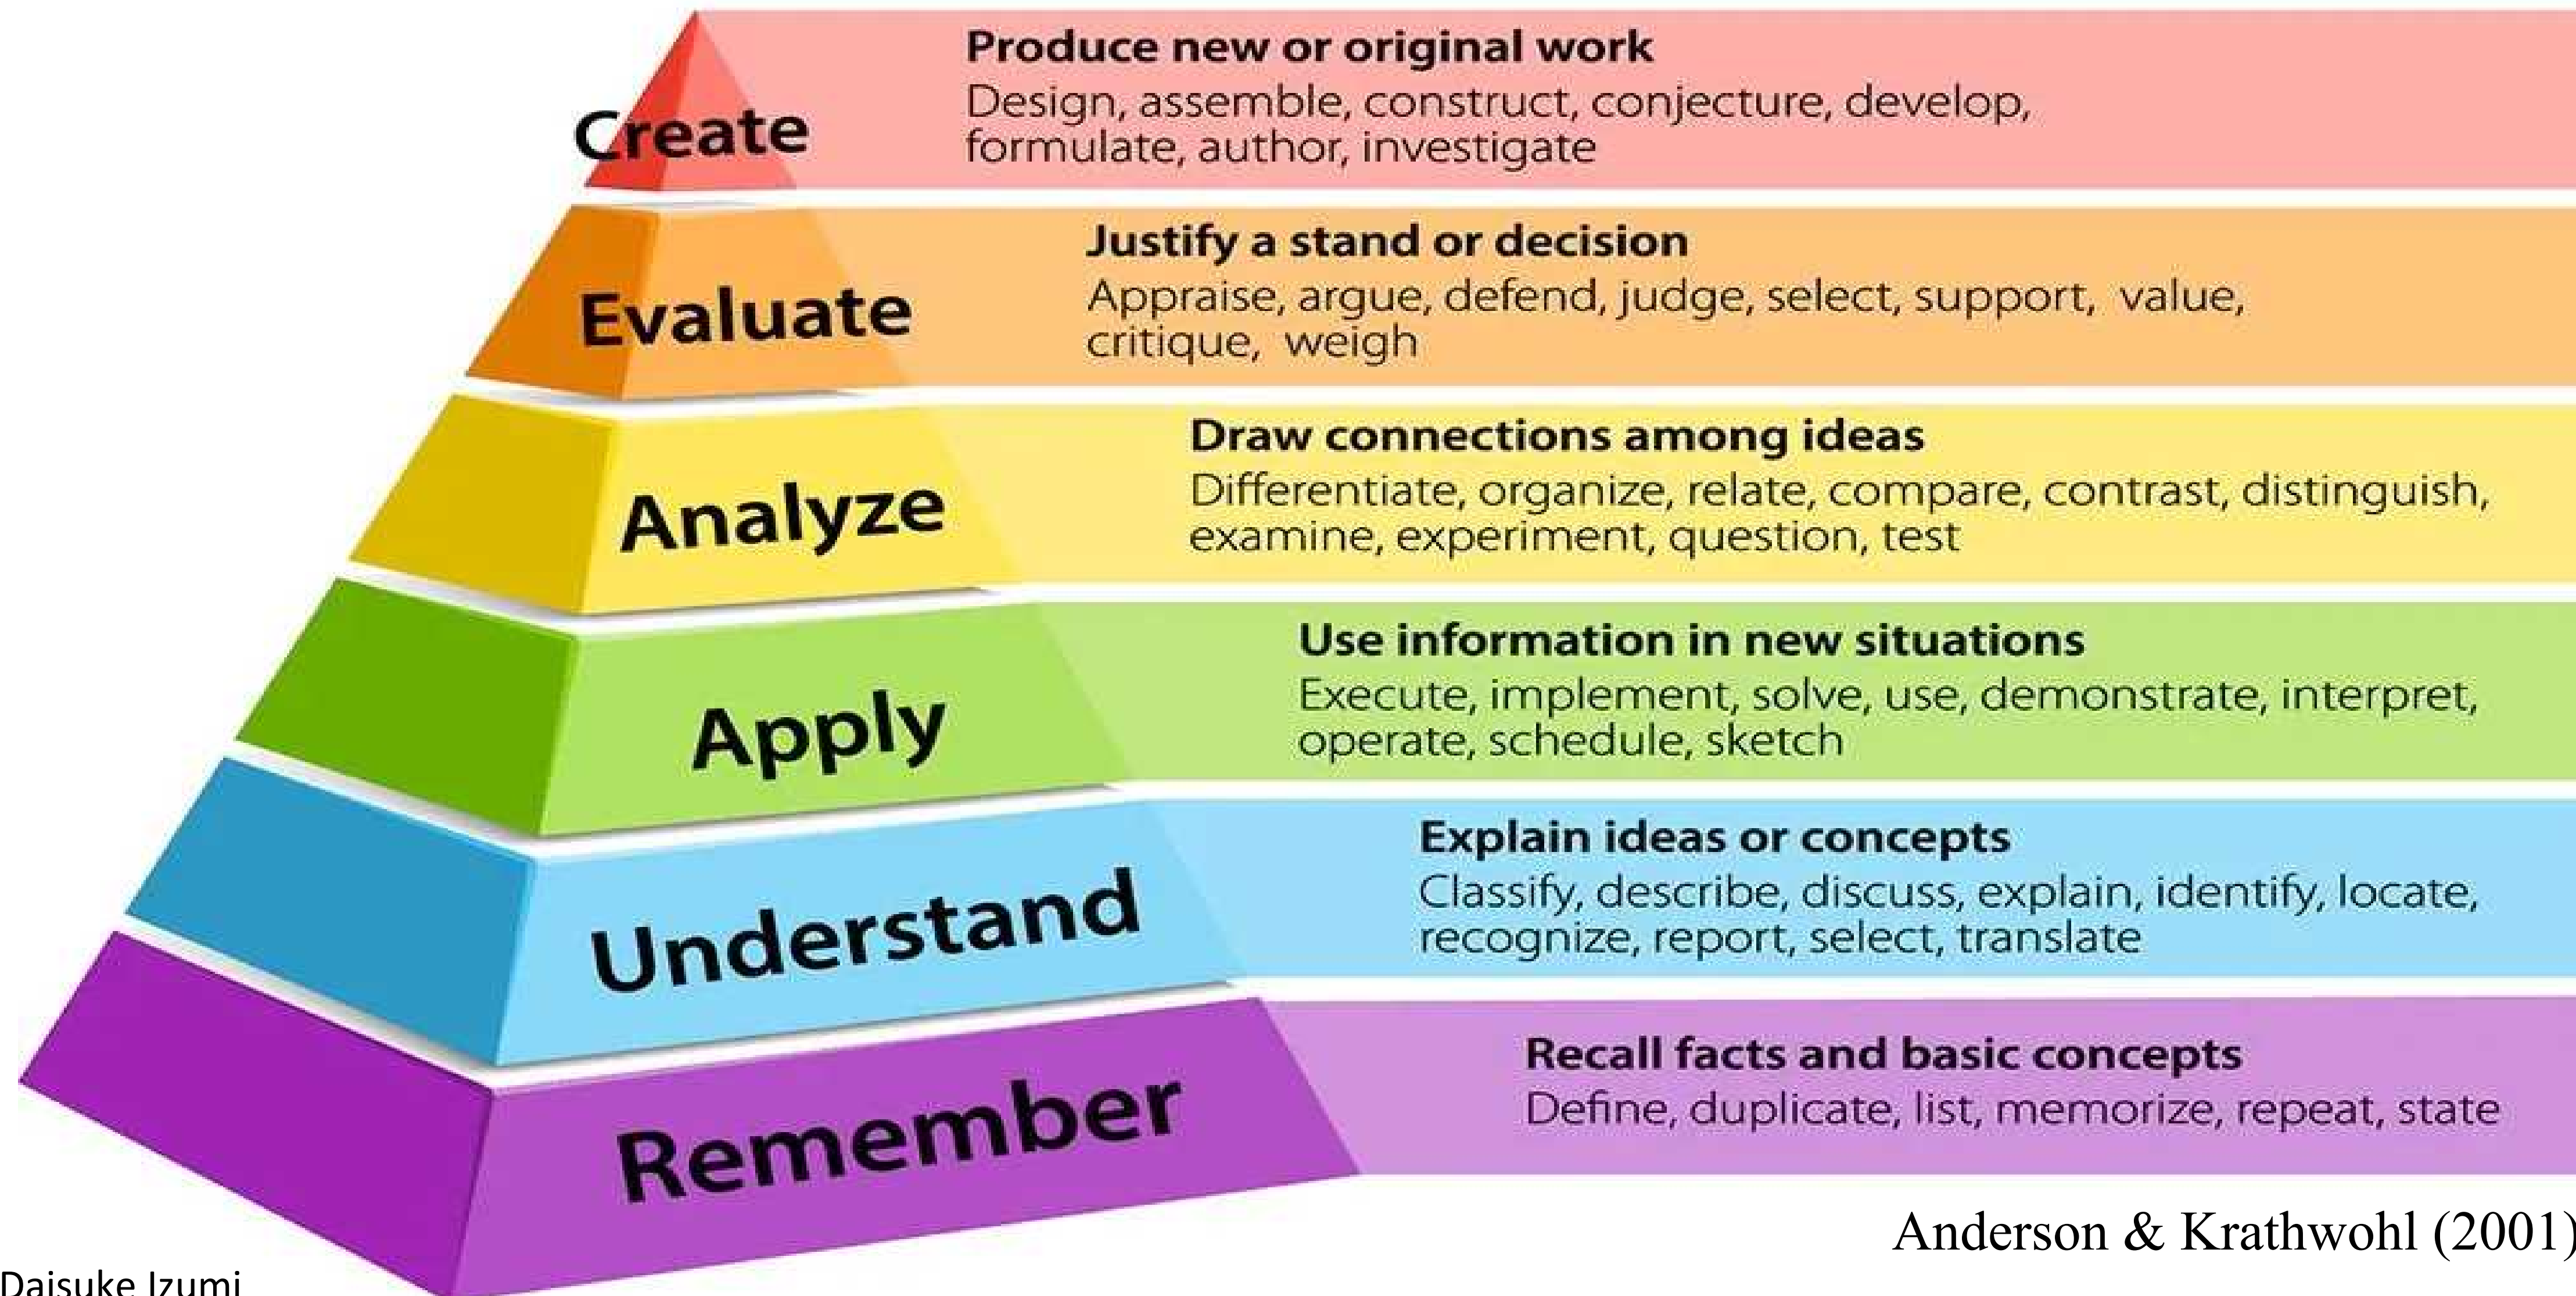 Create
Produce new or original work
Design, assemble, construct, conjecture, develop,
formulate, author, investigate
Evaluate
Justify a stand or decision
Appraise, argue, defend, judge, select, support, value,
critique, weigh
Analyze
Draw connections among ideas
Differentiate, organize, relate, compare, contrast, distinguish,
examine, experiment, question, test
Apply
Use information in new situations
Execute, implement, solve, use, demonstrate, interpret,
operate, schedule, sketch
Understand
Explain ideas or concepts
Classify, describe, discuss, explain, identify, locate,
recognize, report, select, translate
Remember
Recall facts and basic concepts
Define, duplicate, list, memorize, repeat, state
Anderson & Krathwohl (2001)
Daisuke Izumi